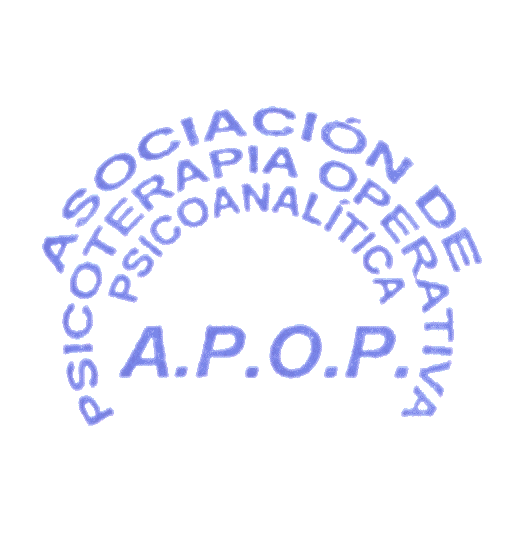 ASOCIACIÓN DE
PSICOTERAPIA OPERATIVA
PSICOANALÍTICA
A.P.O.P.